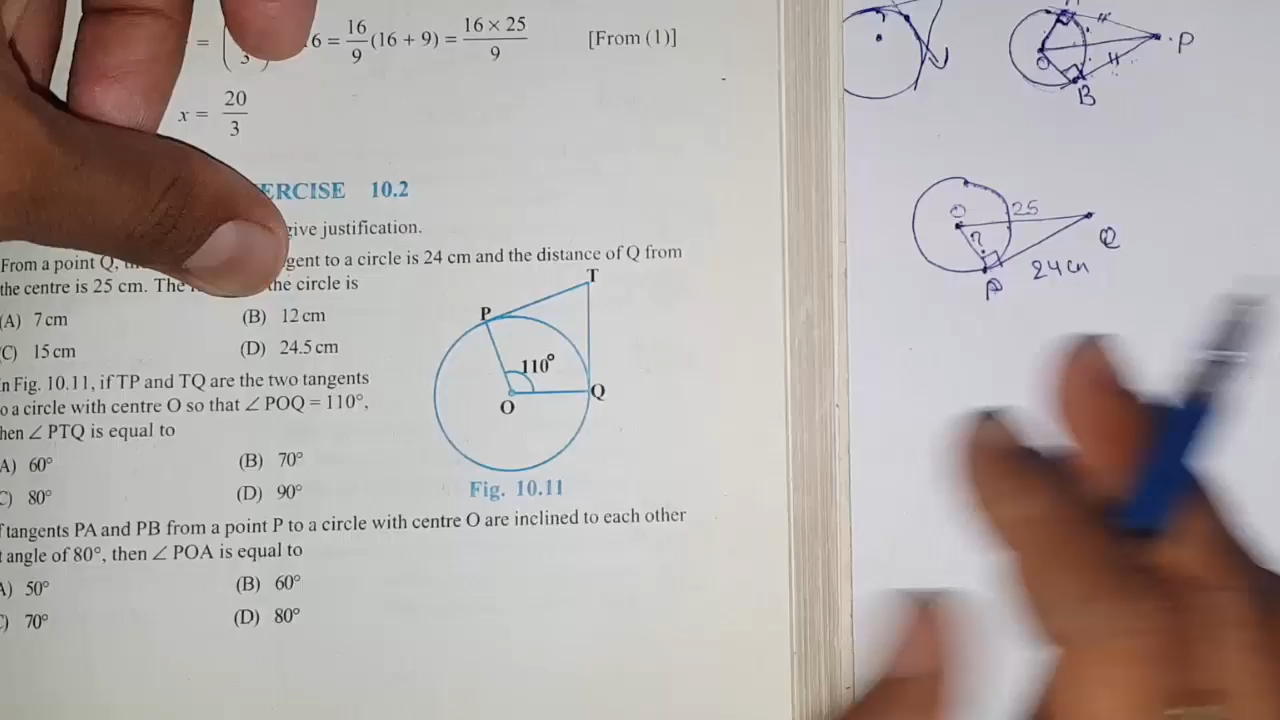 = 6 = 16/9 (16 + 9) = 16 × 25/9 [From (1)]
x = 20/3
ERCISE 10.2
give justification.
From a point Q, gent to a circle is 24 cm and the distance of Q from
the centre is 25 cm. The he circle is
(A) 7 cm (B) 12 cm
C) 15 cm (D) 24.5 cm
n Fig. 10.11, if TP and TQ are the two tangents
o a circle with centre O so that ∠ POQ = 110°,
hen ∠ PTQ is equal to
A) 60° (B) 70°
C) 80° (D) 90°
T
P
110°
O
Q
Fig. 10.11
f tangents PA and PB from a point P to a circle with centre O are inclined to each other
t angle of 80°, then ∠ POA is equal to
A) 50° (B) 60°
) 70° (D) 80°
P
O
B
O 25
Q
?
24cm
P